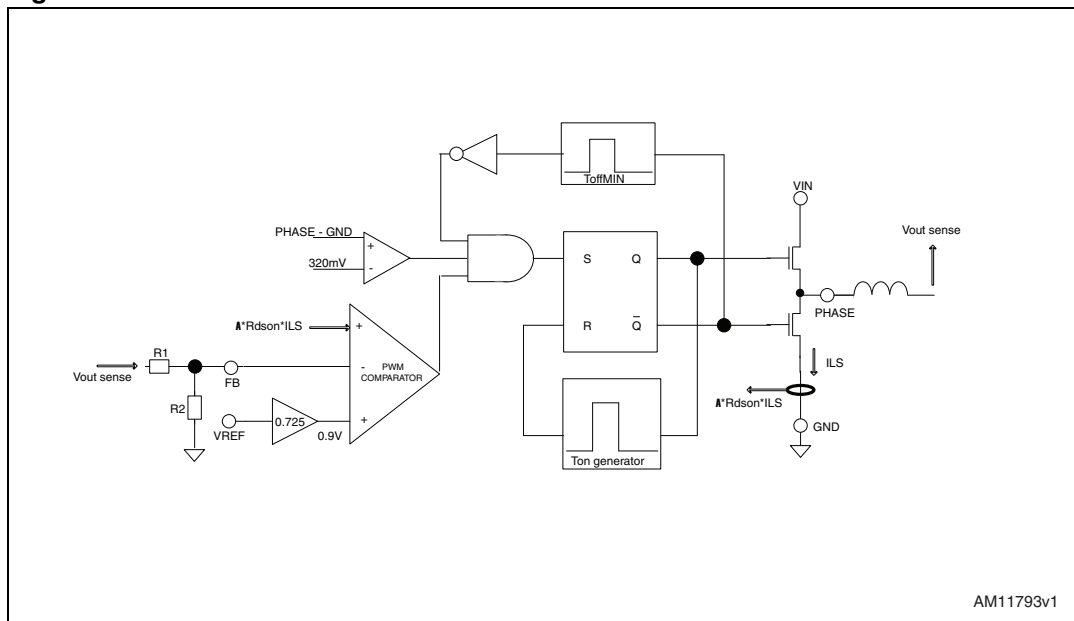 ToffMIN
VIN
Vout sense
PHASE - GND
+
320mV
-
S Q
PHASE
A*Rdson*ILS
+
R Q̅
R1
Vout sense
-
PWM
COMPARATOR
ILS
FB
A*Rdson*ILS
R2
0.725
+
VREF
0.9V
GND
Ton generator
AM11793v1